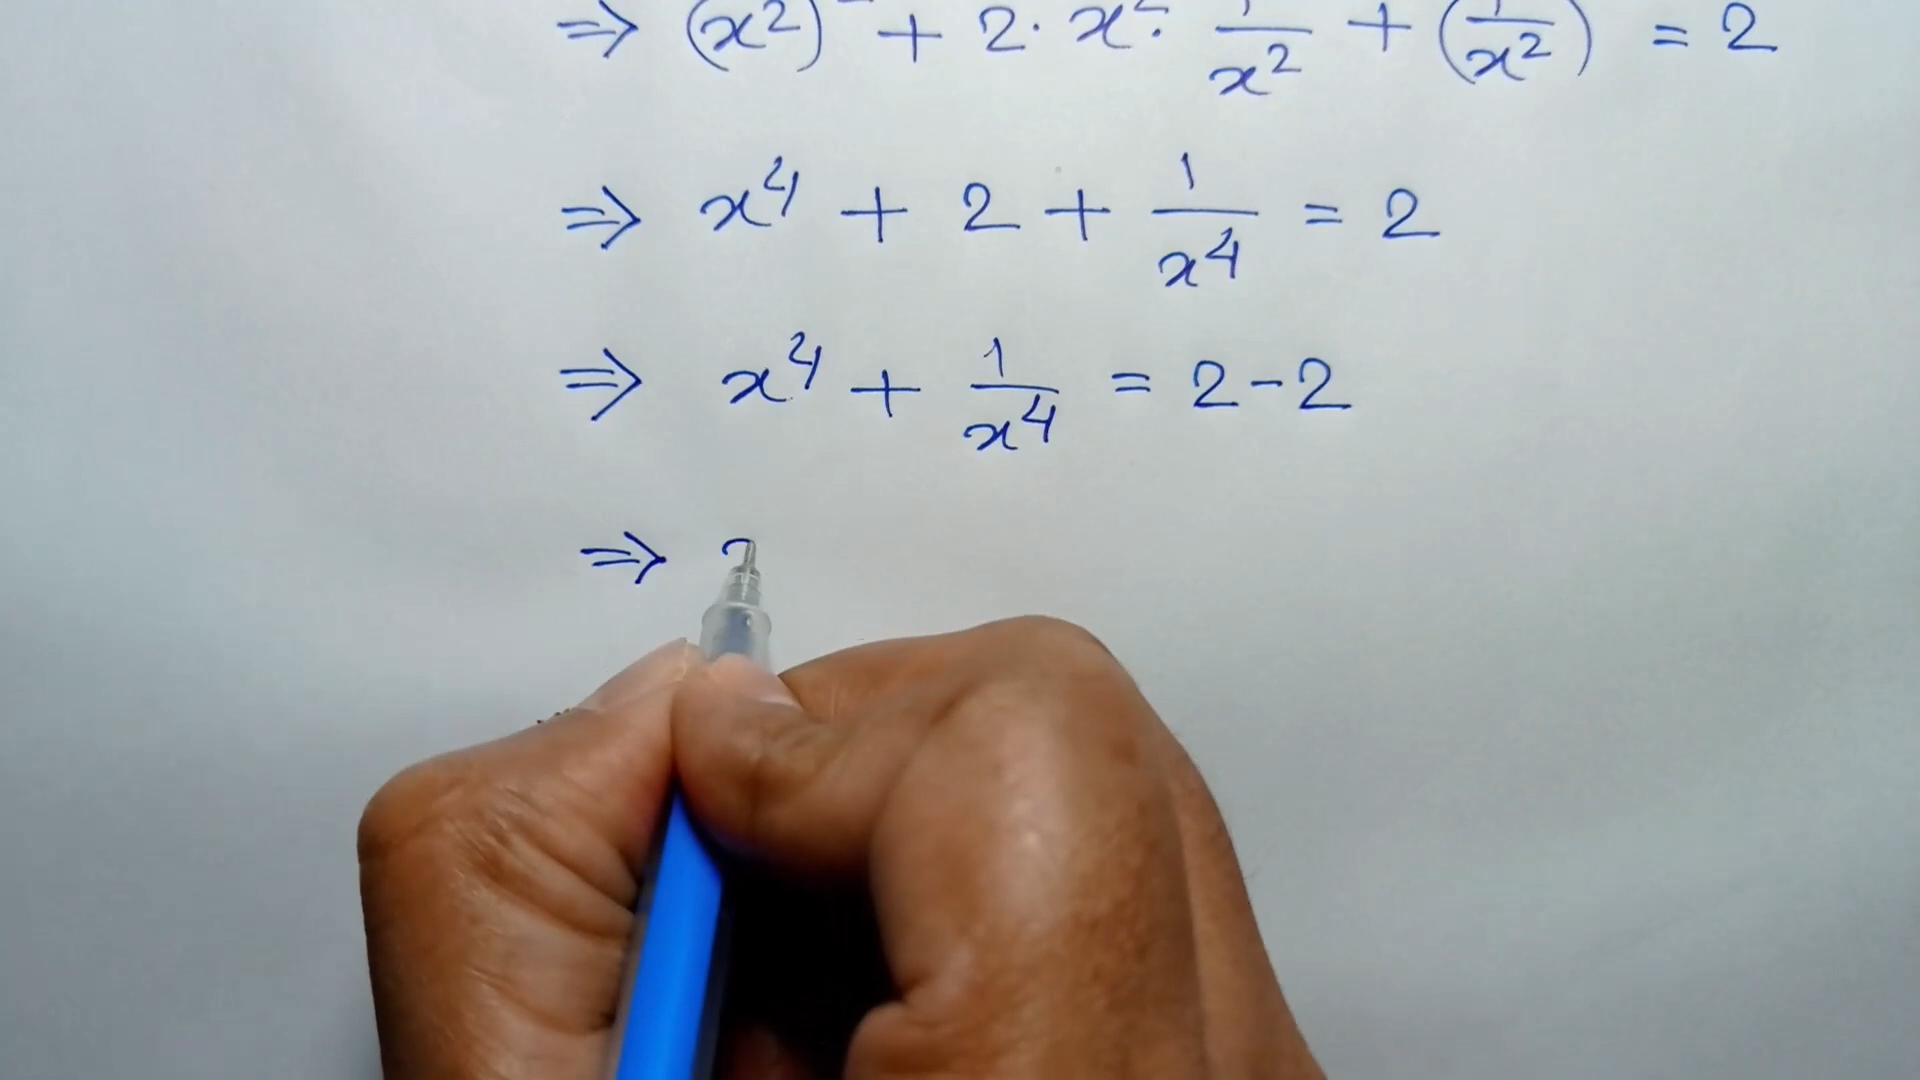 ⇒ (x²)² + 2·x²·1/x² + (1/x²) = 2
⇒ x⁴ + 2 + 1/x⁴ = 2
⇒ x⁴ + 1/x⁴ = 2-2
⇒